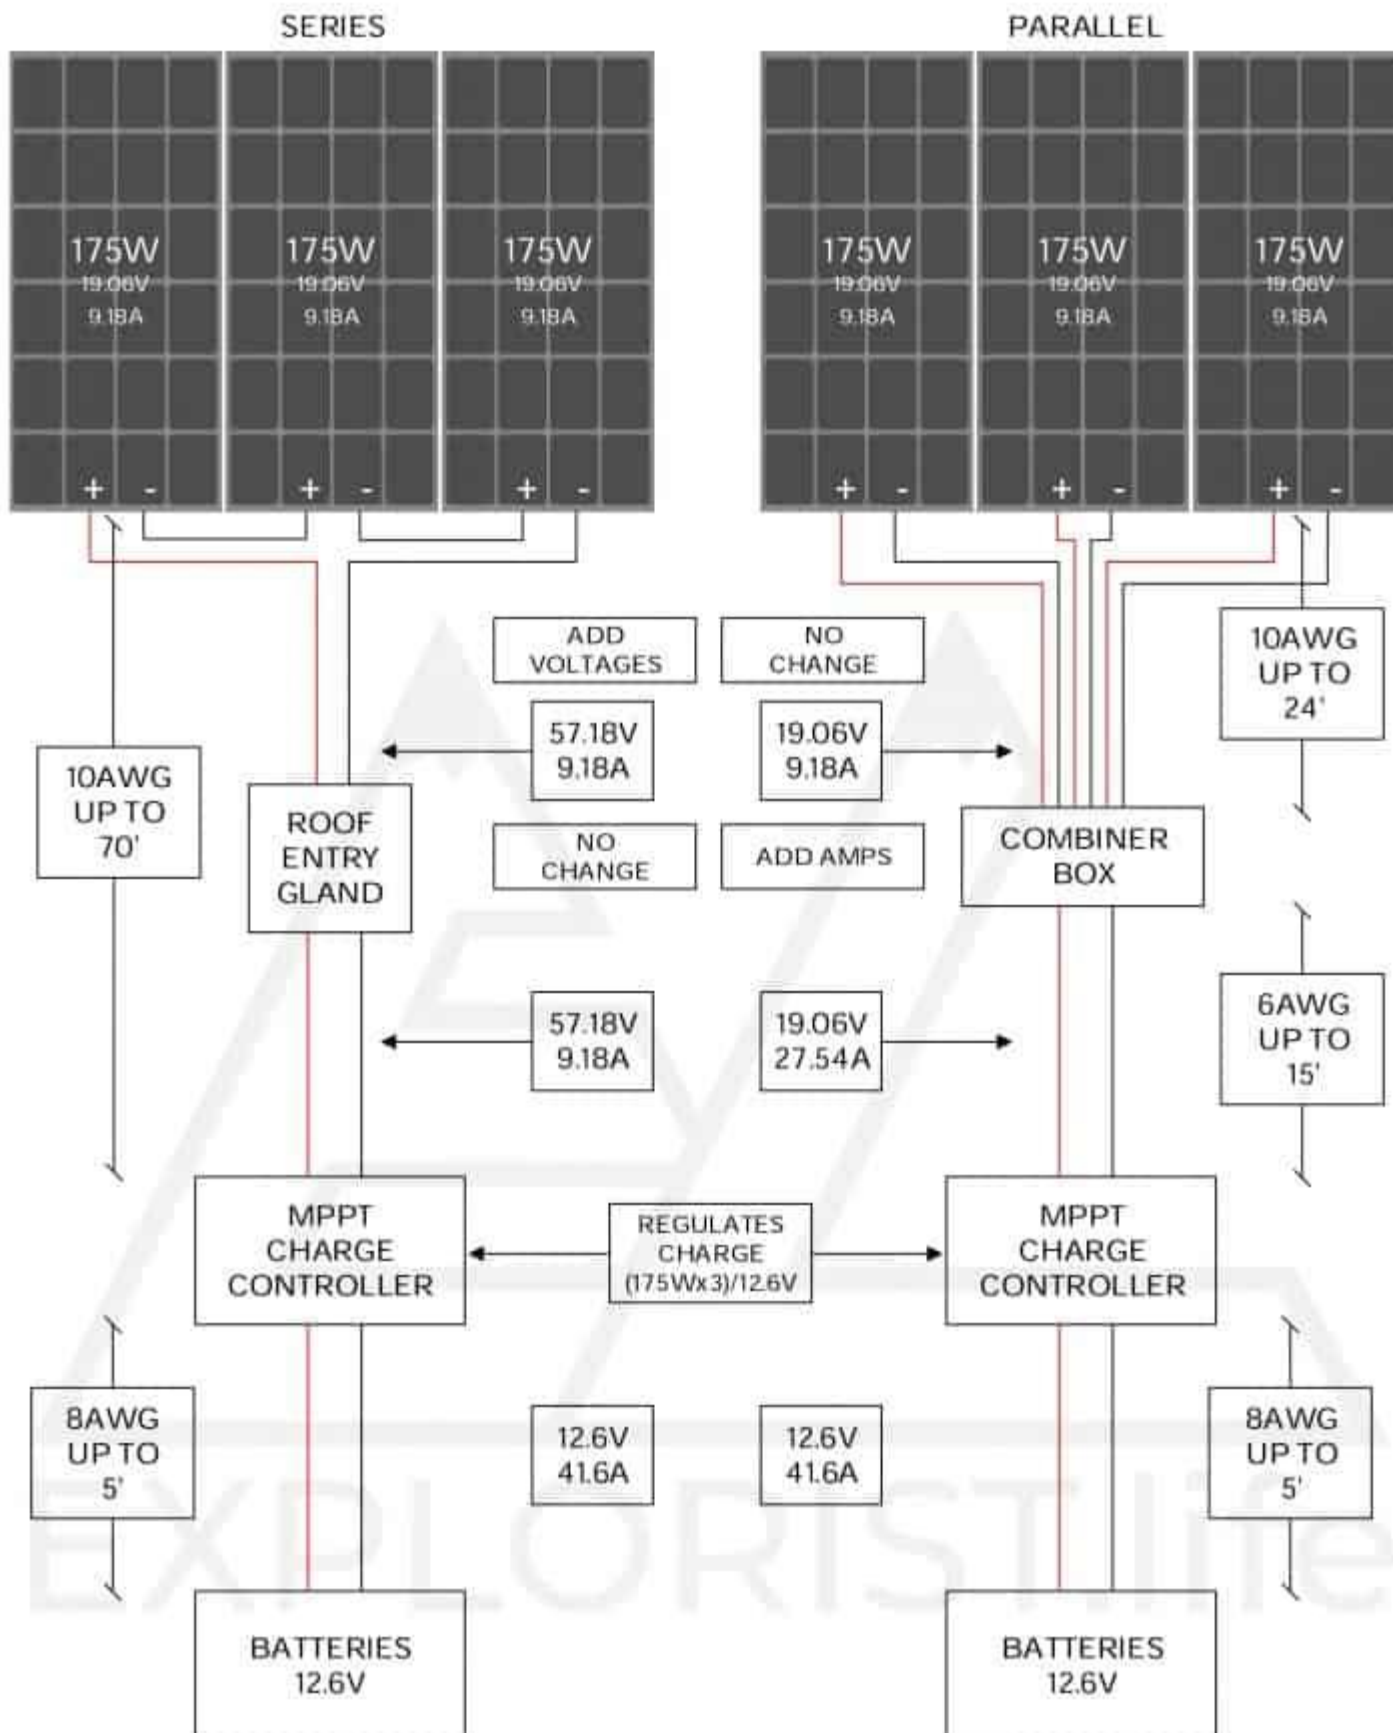 SERIES
PARALLEL
175W
19.06V
9.18A
+ -
175W
19.06V
9.18A
+ -
175W
19.06V
9.18A
+ -
175W
19.06V
9.18A
+ -
175W
19.06V
9.18A
+ -
175W
19.06V
9.18A
+ -
ADD
VOLTAGES
NO
CHANGE
10AWG
UP TO
24'
57.18V
9.18A
19.06V
9.18A
10AWG
UP TO
70'
ROOF
ENTRY
GLAND
NO
CHANGE
ADD AMPS
COMBINER
BOX
57.18V
9.18A
19.06V
27.54A
6AWG
UP TO
15'
MPPT
CHARGE
CONTROLLER
REGULATES
CHARGE
(175Wx3)/12.6V
MPPT
CHARGE
CONTROLLER
8AWG
UP TO
5'
12.6V
41.6A
12.6V
41.6A
8AWG
UP TO
5'
EXPLORIST.life
BATTERIES
12.6V
BATTERIES
12.6V